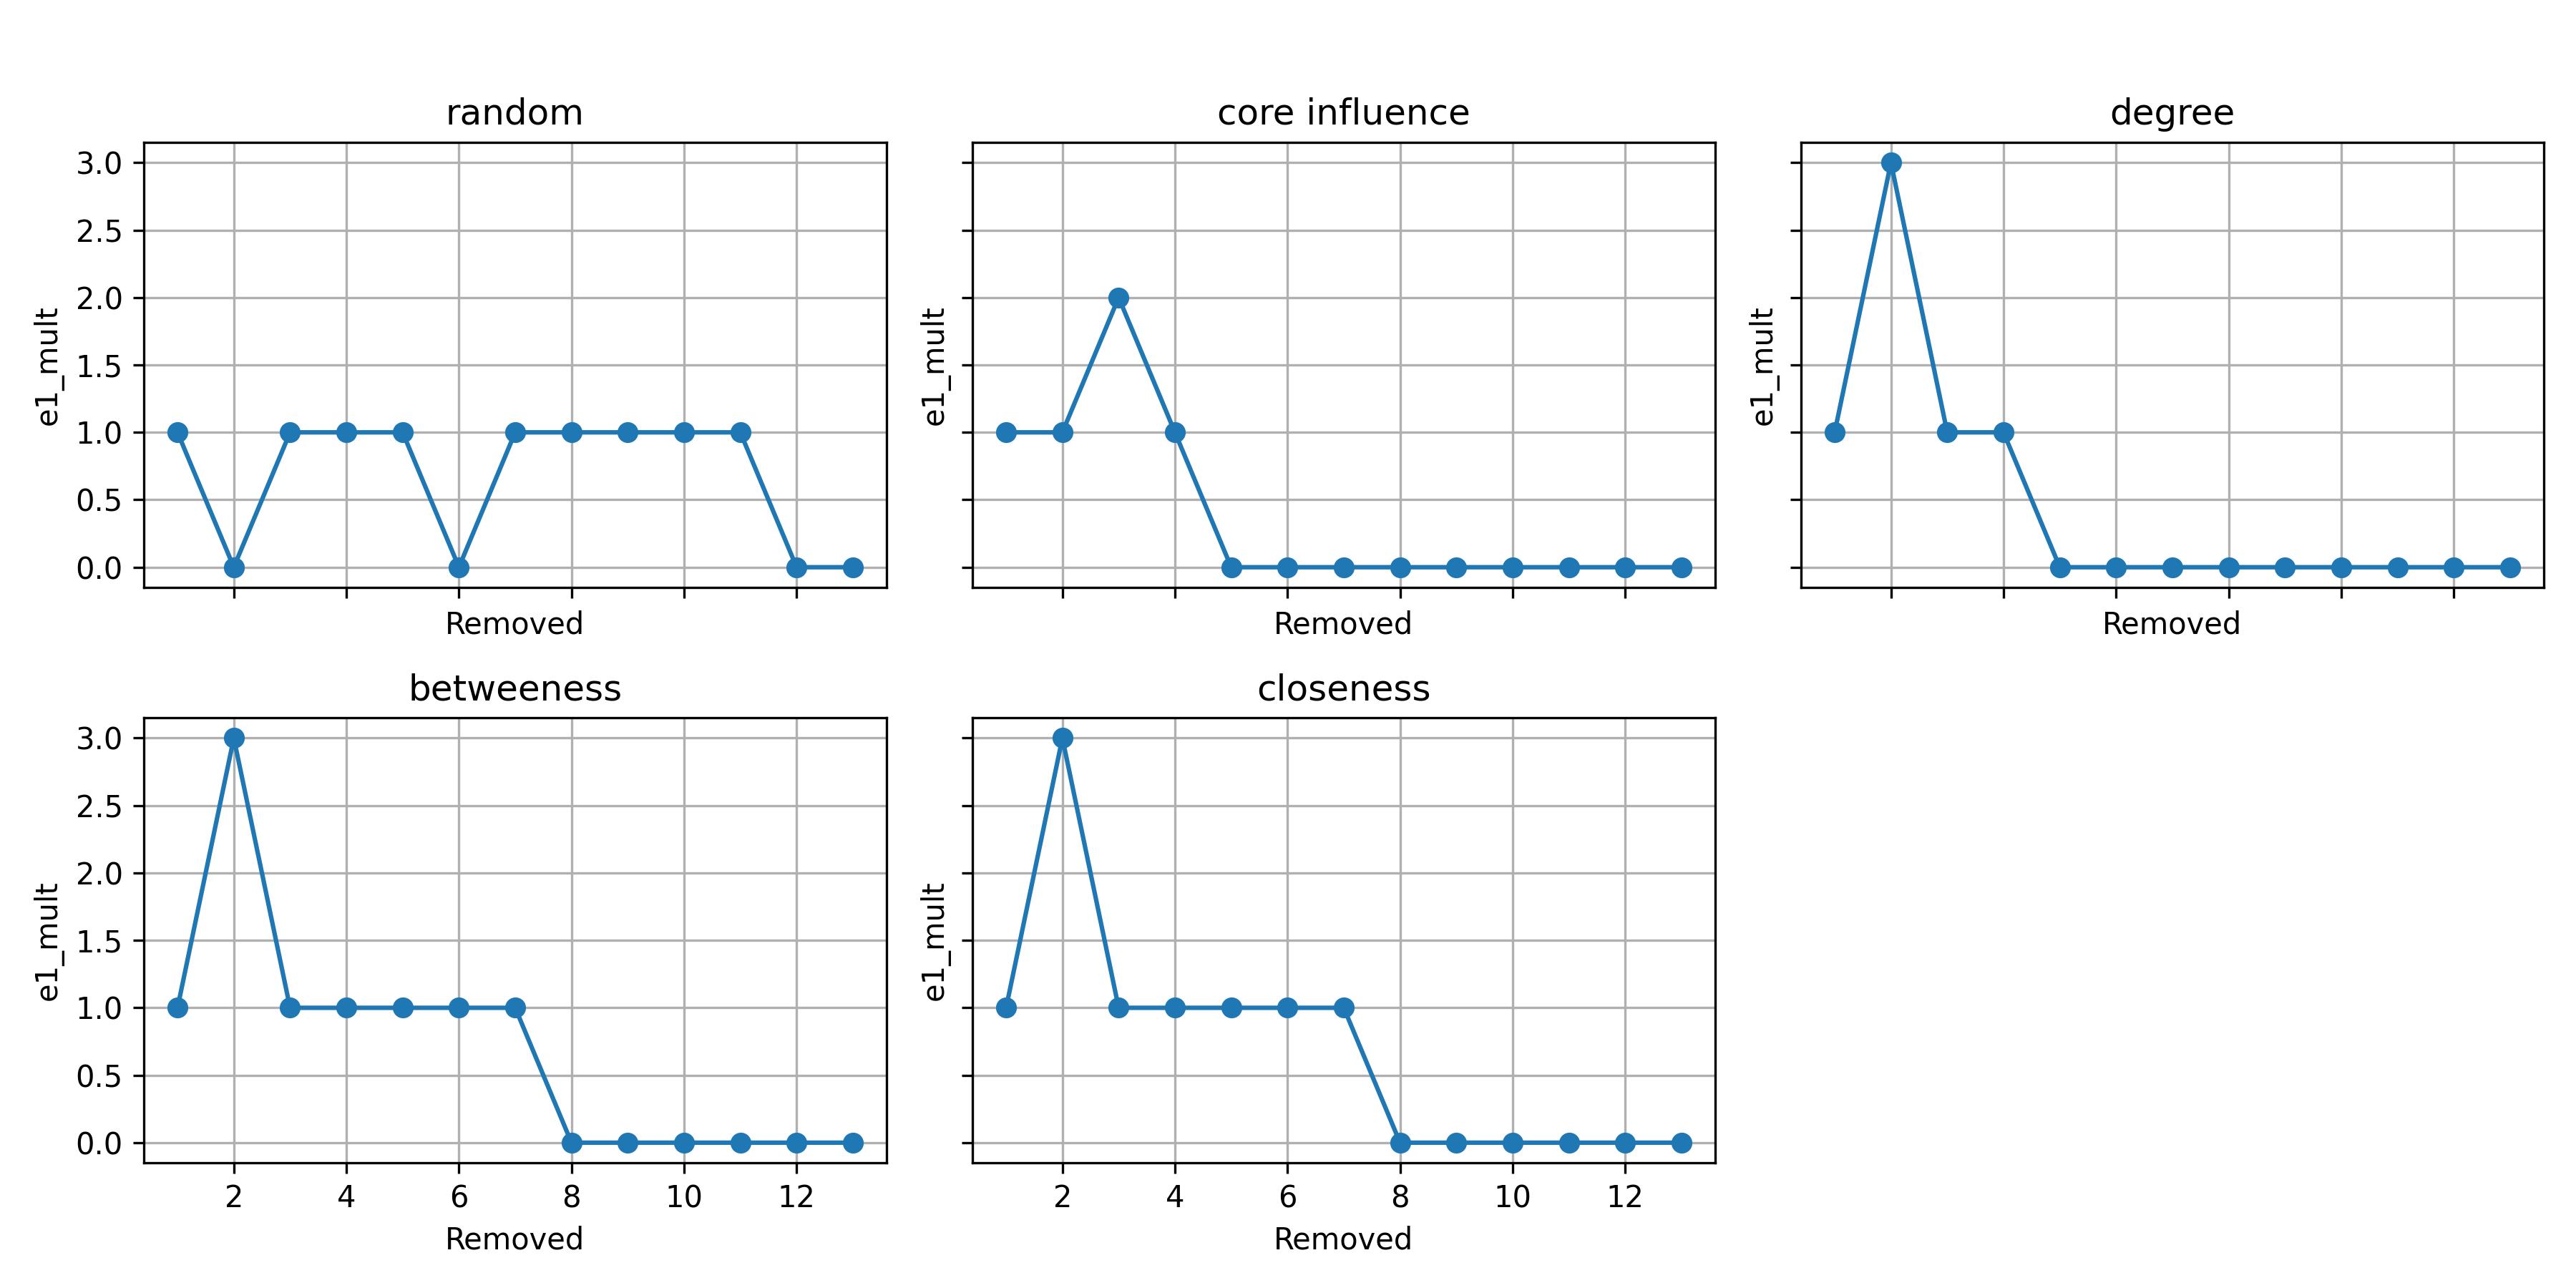 random
core influence
degree
3.0
2.5
2.0
1.5
1.0
0.5
0.0
e1_mult
e1_mult
e1_mult
Removed
Removed
Removed
betweeness
closeness
3.0
2.5
2.0
1.5
1.0
0.5
0.0
e1_mult
e1_mult
2 4 6 8 10 12
2 4 6 8 10 12
Removed
Removed